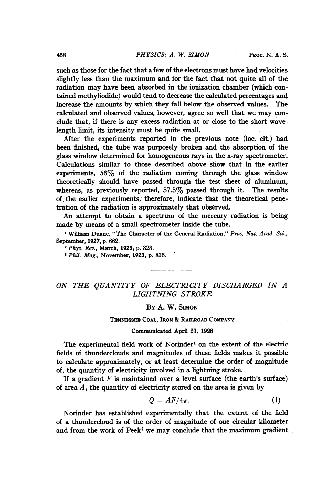 458 PHYSICS: A. W. SIMON PROC. N. A. S.
such as those for the fact that a few of the electrons must have had velocities
slightly less than the maximum and for the fact that not quite all of the
radiation may have been absorbed in the ionization chamber (which con-
tained methyliodide) would tend to decrease the calculated percentages and
increase the amounts by which they fall below the observed values. The
calculated and observed values, however, agree so well that we may con-
clude that, if there is any excess radiation at or close to the short wave-
length limit, its intensity must be quite small.
After the experiments reported in the previous note (loc. cit.) had
been finished, the tube was purposely broken and the absorption of the
glass window determined for homogeneous rays in the x-ray spectrometer.
Calculations similar to those described above show that in the earlier
experiments, 56% of the radiation coming through the glass window
theoretically should have passed through the test sheet of aluminum,
whereas, as previously reported, 57.5% passed through it. The results
of the earlier experiments, therefore, indicate that the theoretical pene-
tration of the radiation is approximately that observed.
An attempt to obtain a spectrum of the mercury radiation is being
made by means of a small spectrometer inside the tube.
¹ William Duane, "The Character of the General Radiation," Proc. Nat. Acad. Sci.,
September, 1927, p. 662.
² Phys. Rev., March, 1928, p. 328.
³ Phil. Mag., November, 1923, p. 836.
ON THE QUANTITY OF ELECTRICITY DISCHARGED IN A
LIGHTNING STROKE
BY A. W. SIMON
TENNESSEE COAL, IRON & RAILROAD COMPANY
Communicated April 21, 1928
The experimental field work of Norinder¹ on the extent of the electric
fields of thunderclouds and magnitudes of these fields makes it possible
to calculate approximately, or at least determine the order of magnitude
of, the quantity of electricity involved in a lightning stroke.
If a gradient F is maintained over a level surface (the earth's surface)
of area A, the quantity of electricity stored on the area is given by
Q = AF/4π. (1)
Norinder has established experimentally that the extent of the field
of a thundercloud is of the order of magnitude of one circular kilometer
and from the work of Peek² we may conclude that the maximum gradient